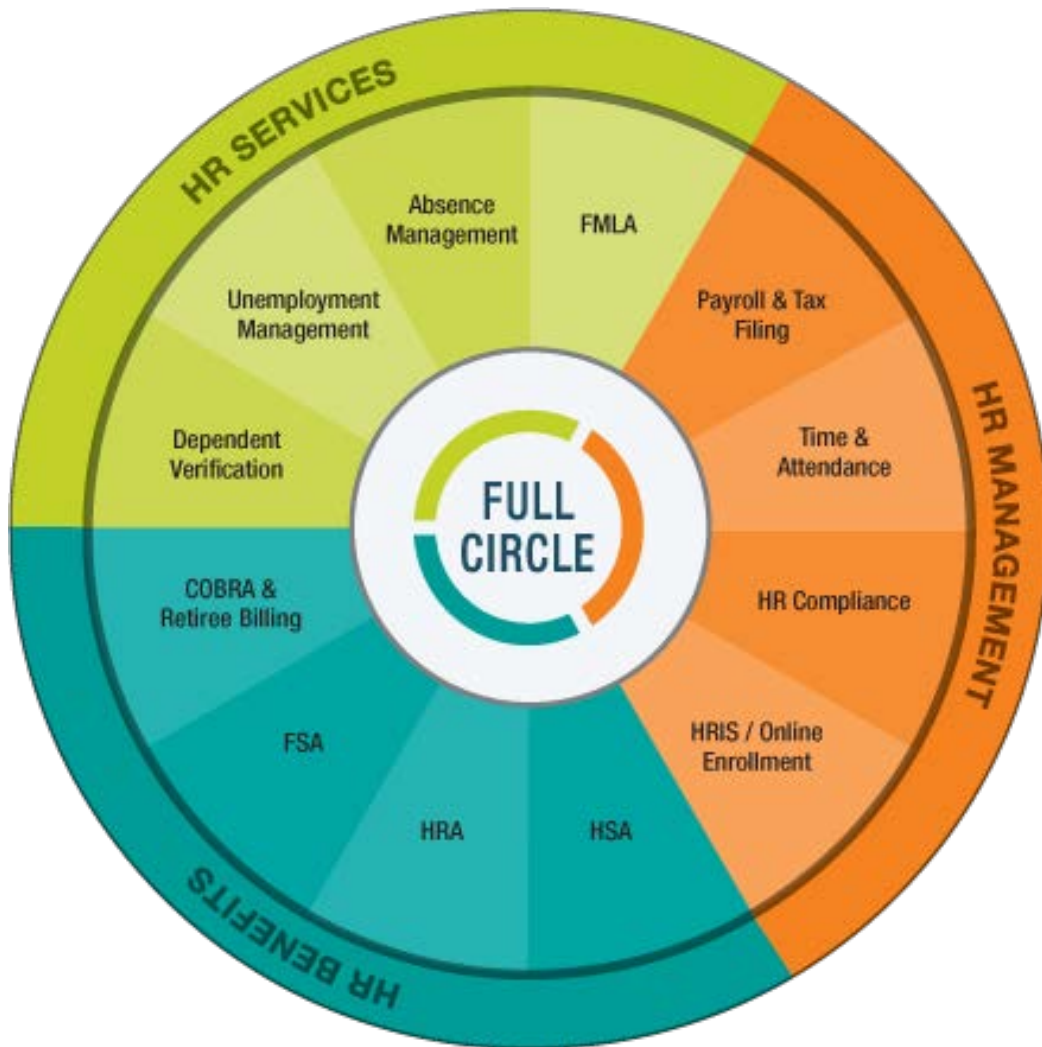 HR SERVICES
Absence
Management
FMLA
Unemployment
Management
Payroll & Tax
Filing
Dependent
Verification
Time &
Attendance
HR MANAGEMENT
FULL
CIRCLE
COBRA &
Retiree Billing
HR Compliance
FSA
HRIS / Online
Enrollment
HRA
HSA
HR BENEFITS